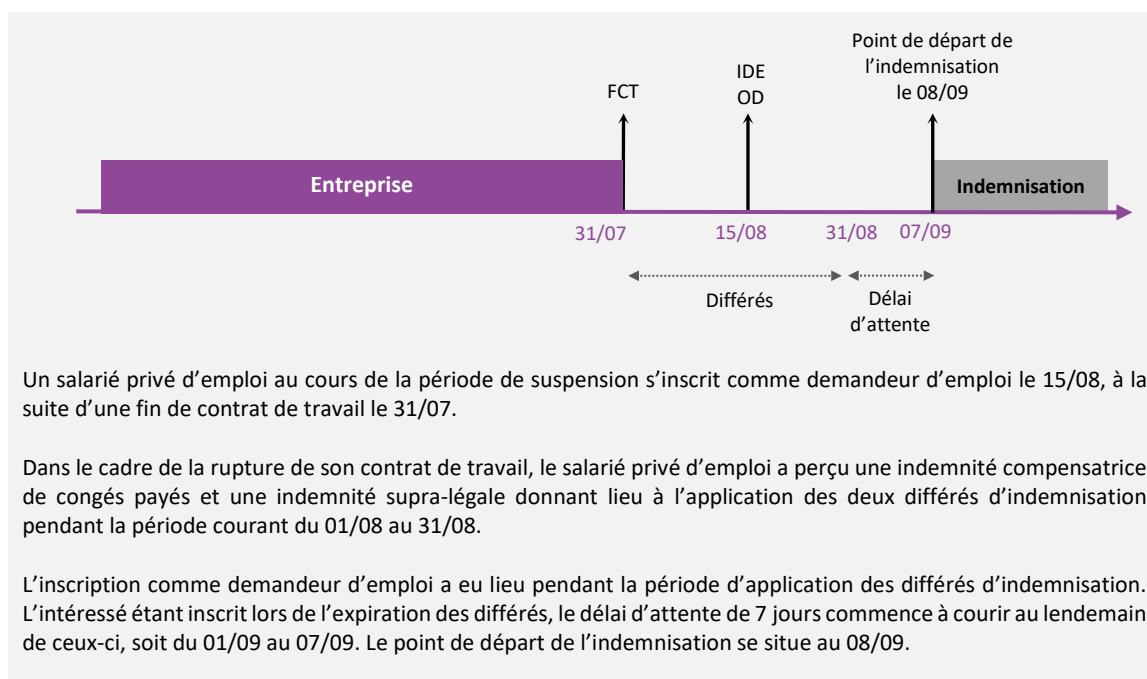 Point de départ de
l’indemnisation
le 08/09
IDE
OD
FCT
Entreprise
Indemnisation
31/07
15/08
31/08
07/09
Différés
Délai
d’attente
Un salarié privé d’emploi au cours de la période de suspension s’inscrit comme demandeur d’emploi le 15/08, à la
suite d’une fin de contrat de travail le 31/07.
Dans le cadre de la rupture de son contrat de travail, le salarié privé d’emploi a perçu une indemnité compensatrice
de congés payés et une indemnité supra-légale donnant lieu à l’application des deux différés d’indemnisation
pendant la période courant du 01/08 au 31/08.
L’inscription comme demandeur d’emploi a eu lieu pendant la période d’application des différés d’indemnisation.
L’intéressé étant inscrit lors de l’expiration des différés, le délai d’attente de 7 jours commence à courir au lendemain
de ceux-ci, soit du 01/09 au 07/09. Le point de départ de l’indemnisation se situe au 08/09.